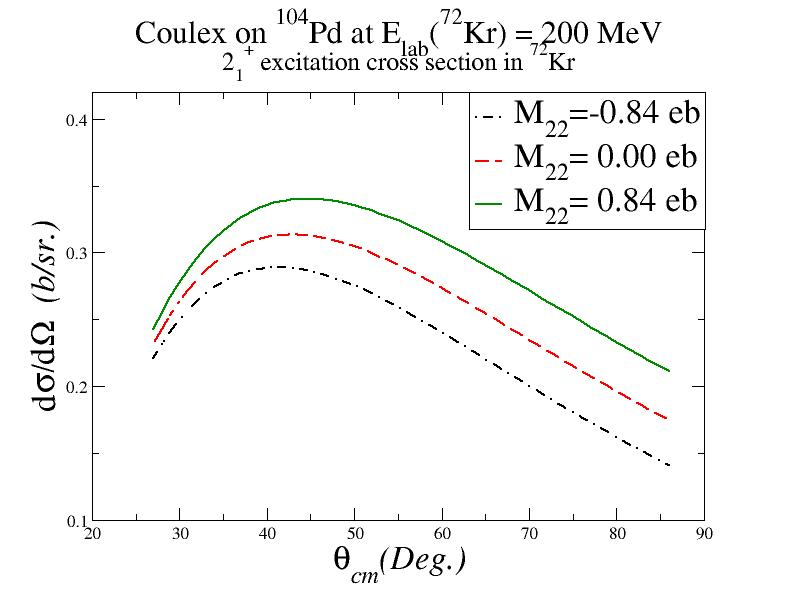 Coulex on ¹⁰⁴Pd at E_lab(⁷²Kr) = 200 MeV
2₁⁺ excitation cross section in ⁷²Kr
M₂₂=-0.84 eb
M₂₂= 0.00 eb
M₂₂= 0.84 eb
dσ/dΩ (b/sr.)
0.4
0.3
0.2
0.1
20 30 40 50 60 70 80 90
θ_cm(Deg.)